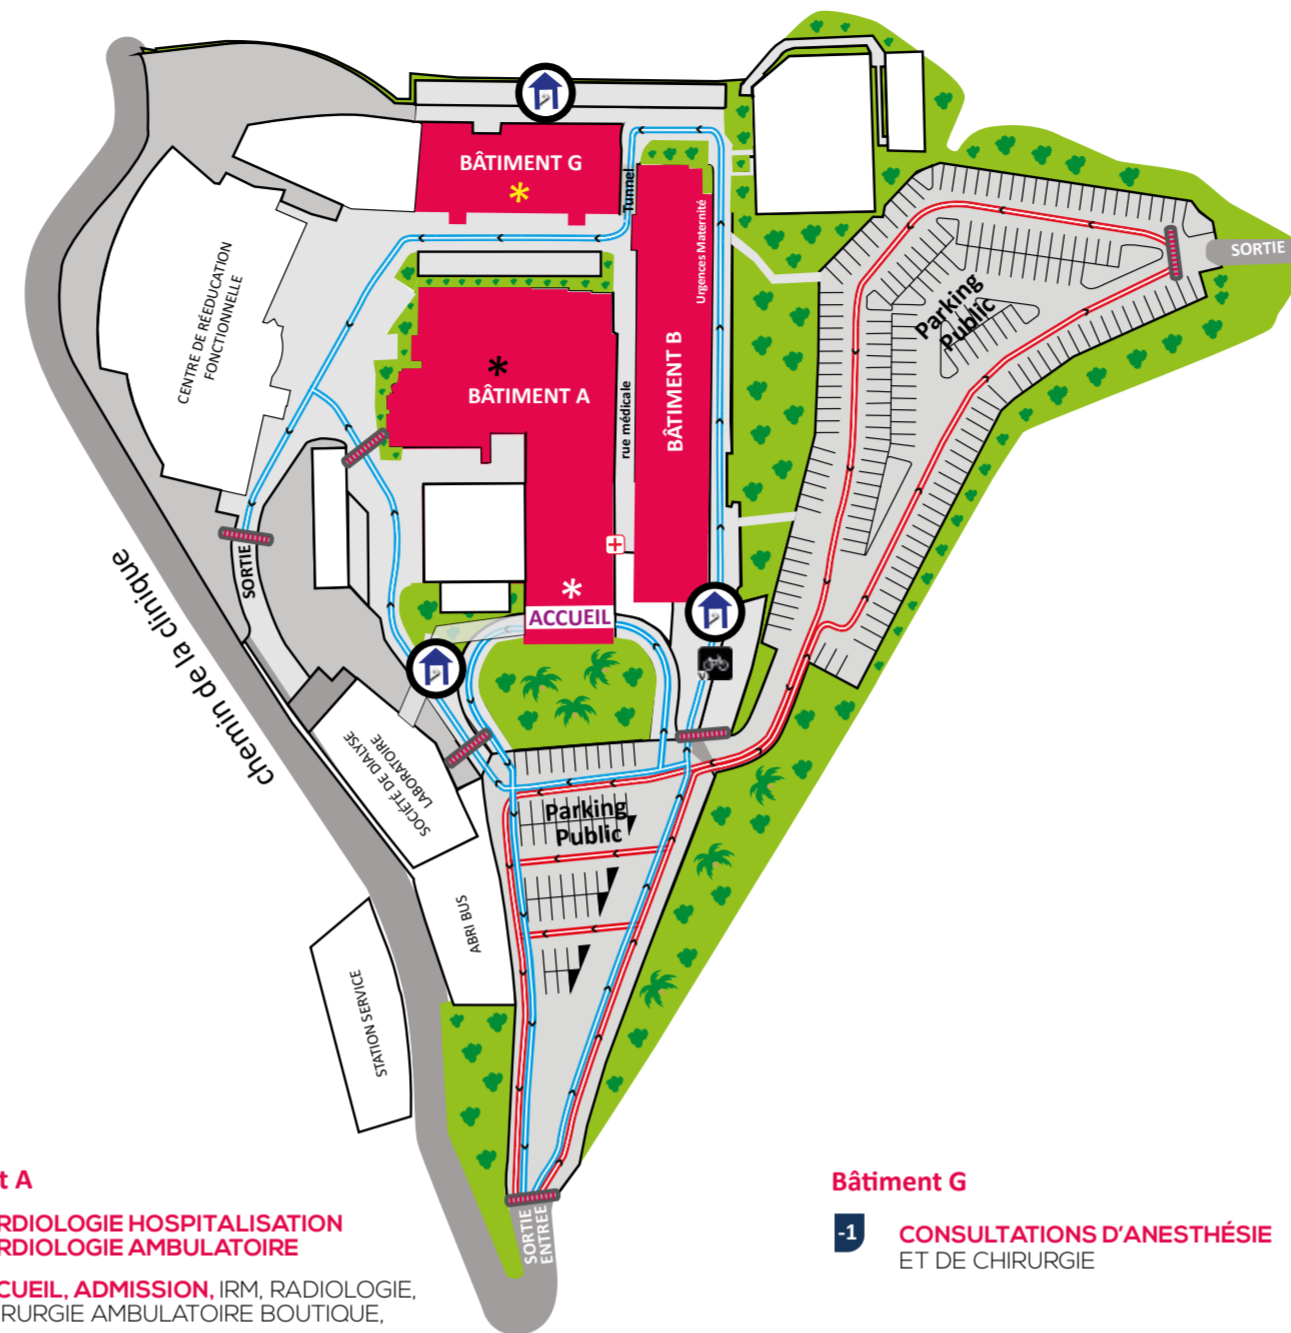 BÂTIMENT G
*
Tunnel
Urgences Maternité
SORTIE
CENTRE DE RÉEDUCATION
FONCTIONNELLE
Parking
Public
*
BÂTIMENT A
rue médicale
BÂTIMENT B
SORTIE
chemin de la clinique
*
ACCUEIL
SOCIÉTÉ DE DIALYSE
LABORATOIRE
Parking
Public
ABRI BUS
STATION SERVICE
SORTIE
ENTREE
t A
RDIOLOGIE HOSPITALISATION
RDIOLOGIE AMBULATOIRE
CUEIL, ADMISSION, IRM, RADIOLOGIE,
IRURGIE AMBULATOIRE BOUTIQUE,
Bâtiment G
-1 CONSULTATIONS D'ANESTHÉSIE
ET DE CHIRURGIE